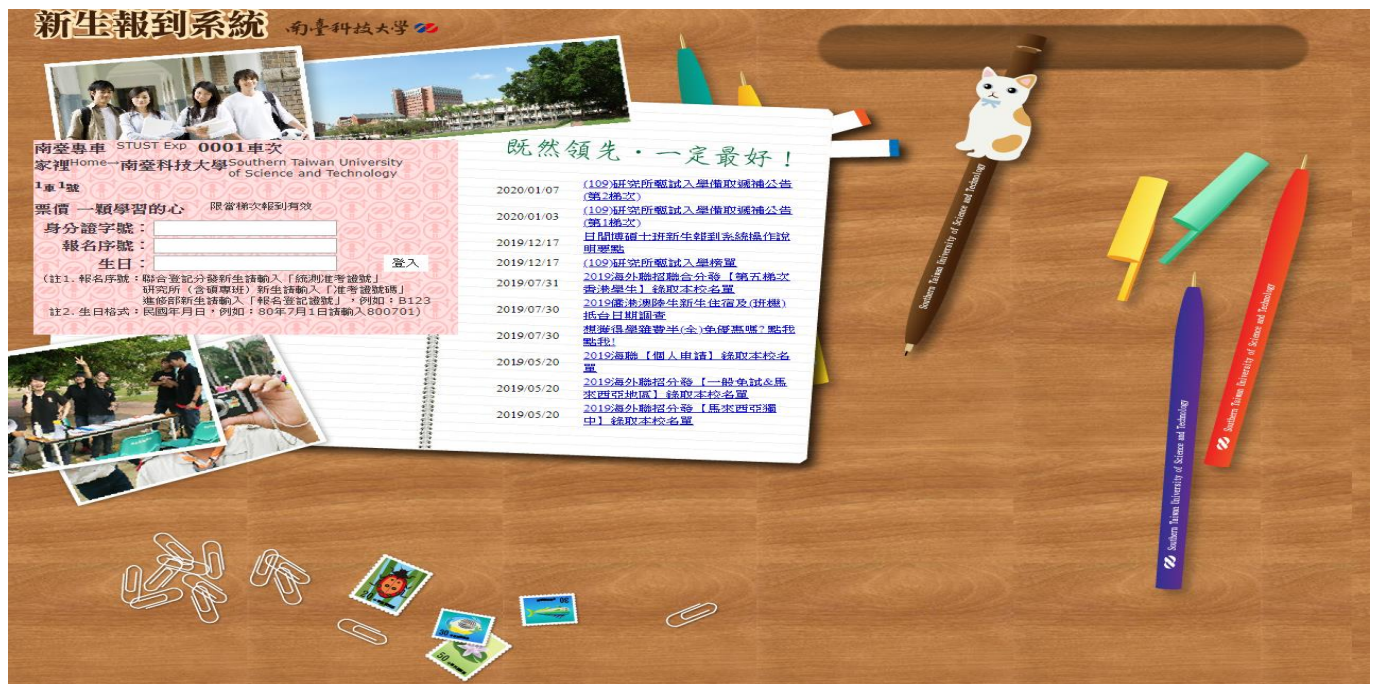 新生報到系統 南臺科技大學
南臺專車 STUST Exp 0001車次
家裡Home→南臺科技大學Southern Taiwan University
of Science and Technology
1車1號
票價 一顆學習的心 限當梯次報到有效
身分證字號：
報名序號：
生日：
登入
(註1. 報名序號：聯合登記分發新生請輸入「統測准考證號」
研究所（含碩專班）新生請輸入「准考證號碼」
進修部新生請輸入「報名登記證號」，例如：B123
註2. 生日格式：民國年月日，例如：80年7月1日請輸入800701)
既然領先・一定最好！
2020/01/07 (109)研究所甄試入學備取遞補公告
(第2梯次)
2020/01/03 (109)研究所甄試入學備取遞補公告
(第1梯次)
2019/12/17 日間博碩士班新生報到系統操作說
明要點
2019/12/17 (109)研究所甄試入學榜單
2019/07/31 2019海外聯招聯合分發【第五梯次
香港學生】錄取本校名單
2019/07/30 2019僑港澳陸生新生住宿及(班機)
抵台日期調查
2019/07/30 想獲得學雜費半(全)免優惠嗎? 點我
點我!
2019/05/20 2019海聯【個人申請】錄取本校名
單
2019/05/20 2019海外聯招分發【一般免試&馬
來西亞地區】錄取本校名單
2019/05/20 2019海外聯招分發【馬來西亞獨
中】錄取本校名單
Southern Taiwan University of Science and Technology
Southern Taiwan University of Science and Technology
Southern Taiwan University of Science and Technology
20
30
30
50